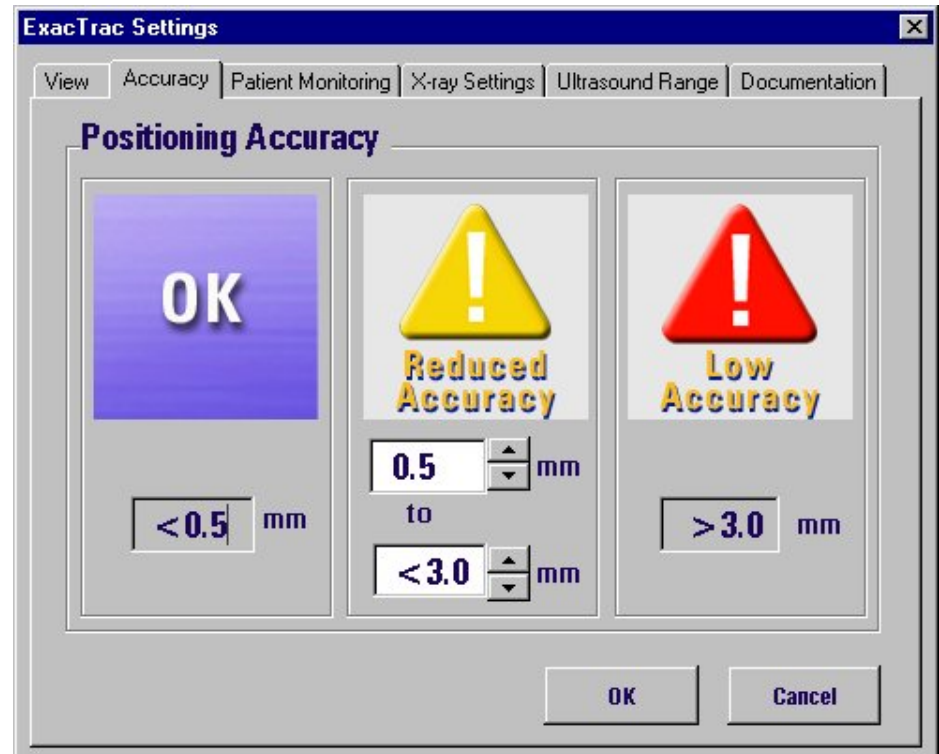 ExacTrac Settings
View Accuracy Patient Monitoring X-ray Settings Ultrasound Range Documentation
Positioning Accuracy
OK
<0.5 mm
!
Reduced
Accuracy
0.5 mm
to
<3.0 mm
!
Low
Accuracy
>3.0 mm
OK Cancel